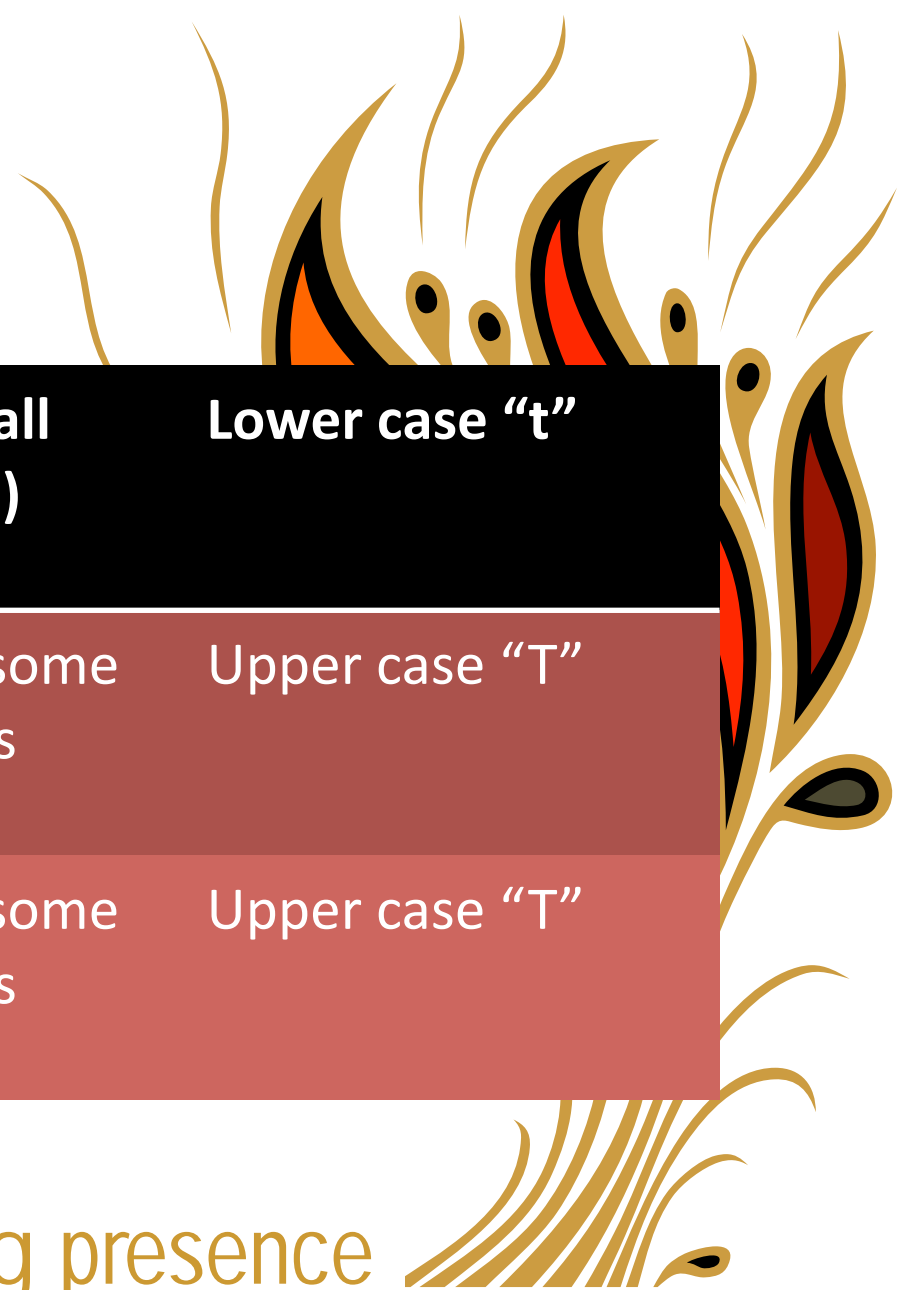 all Lower case “t”
)
some Upper case “T”
s
some Upper case “T”
s
g presence